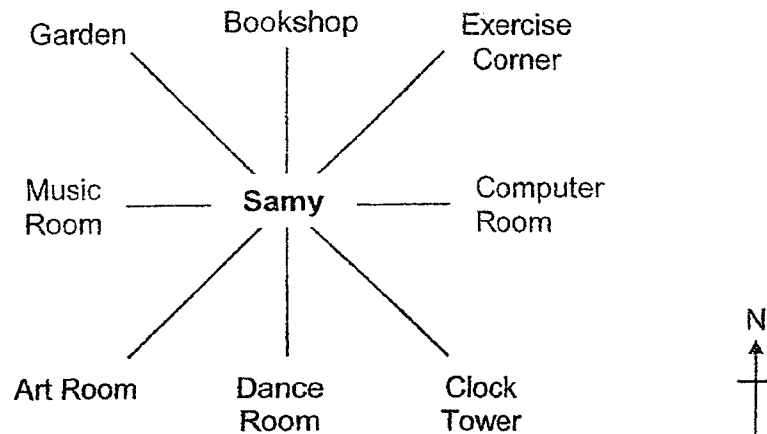 Garden
Bookshop
Exercise
Corner
Music
Room
Samy
Computer
Room
N
Art Room
Dance
Room
Clock
Tower